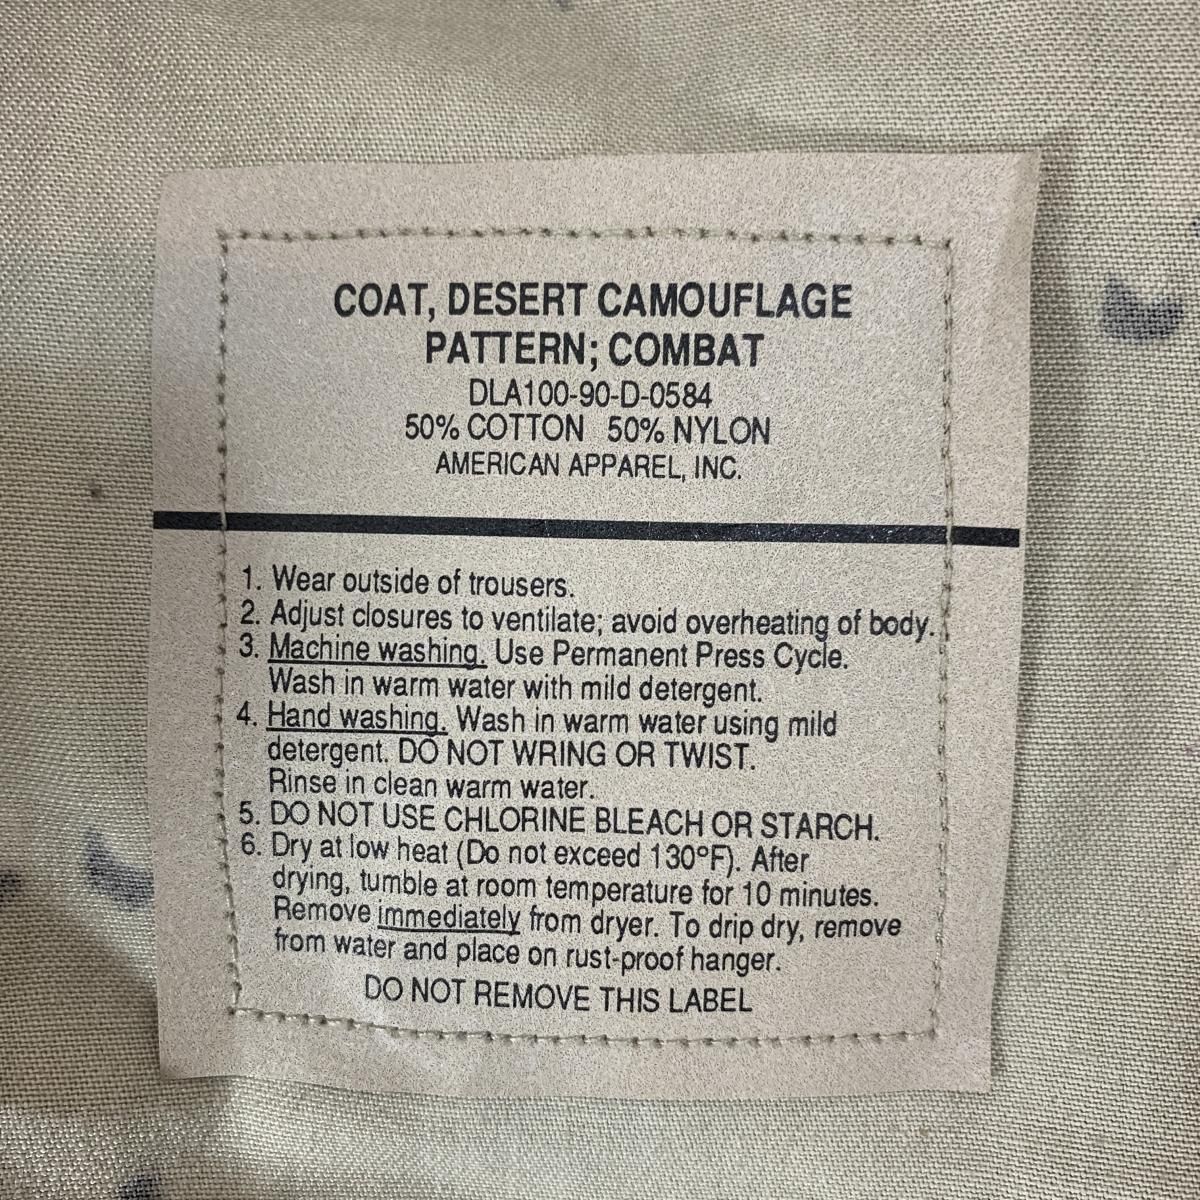 COAT, DESERT CAMOUFLAGE
PATTERN; COMBAT
DLA100-90-D-0584
50% COTTON 50% NYLON
AMERICAN APPAREL, INC.
1. Wear outside of trousers.
2. Adjust closures to ventilate; avoid overheating of body.
3. Machine washing. Use Permanent Press Cycle.
Wash in warm water with mild detergent.
4. Hand washing. Wash in warm water using mild
detergent. DO NOT WRING OR TWIST.
Rinse in clean warm water.
5. DO NOT USE CHLORINE BLEACH OR STARCH.
6. Dry at low heat (Do not exceed 130°F). After
drying, tumble at room temperature for 10 minutes.
Remove immediately from dryer. To drip dry, remove
from water and place on rust-proof hanger.
DO NOT REMOVE THIS LABEL